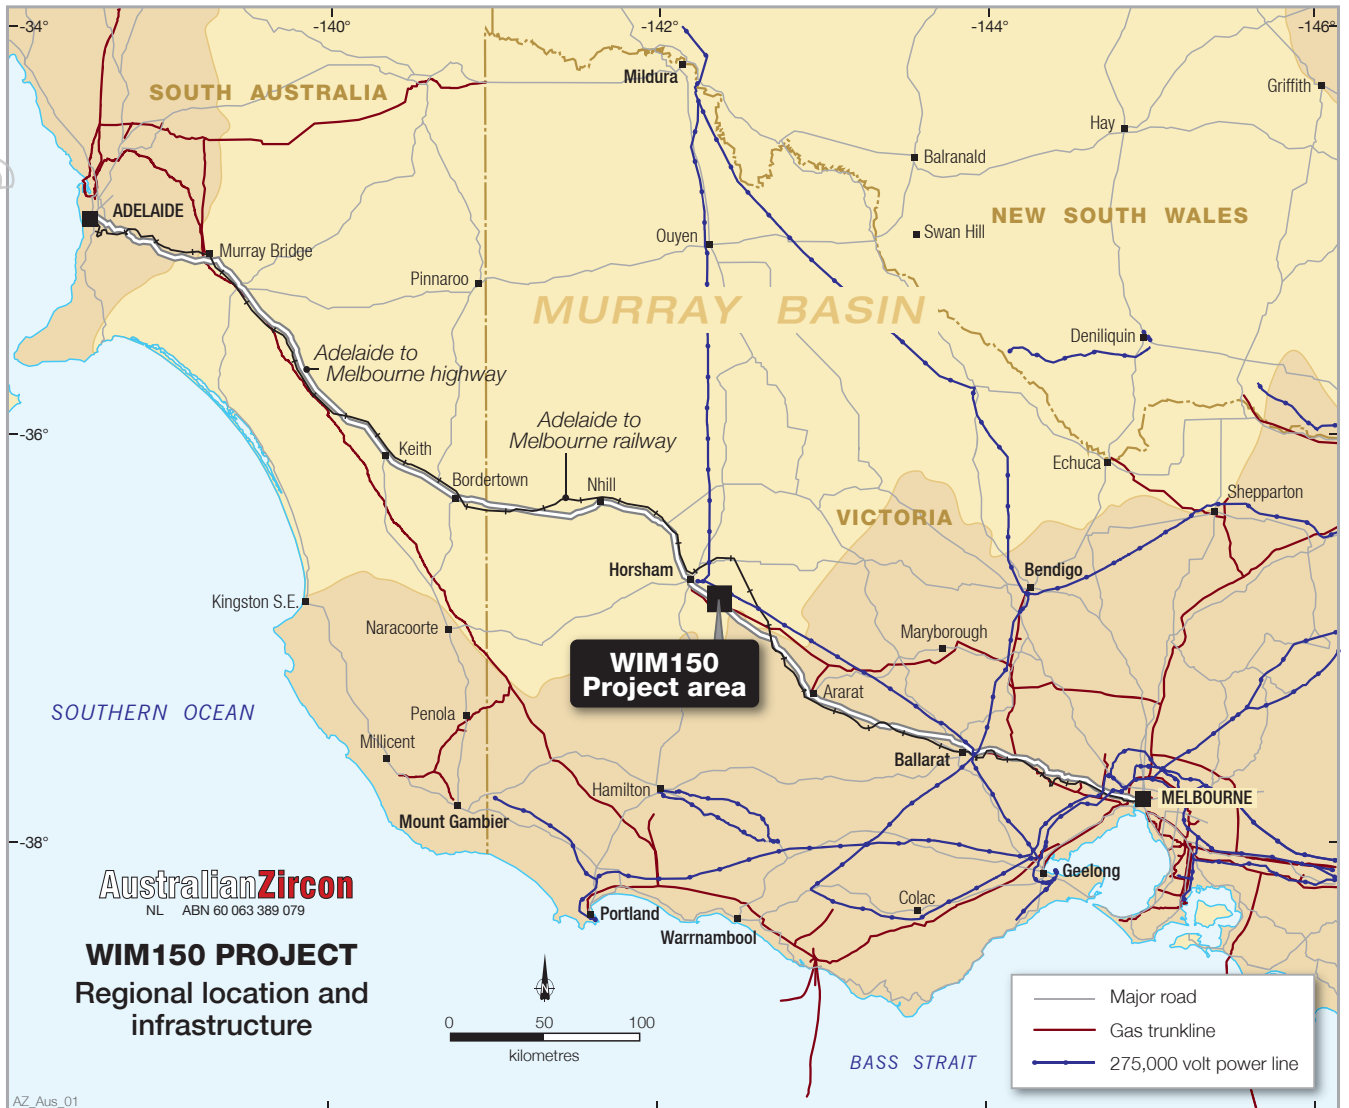 -34°
-140°
-142°
-144°
-146°
SOUTH AUSTRALIA
Mildura
Griffith
Hay
Balranald
ADELAIDE
NEW SOUTH WALES
Murray Bridge
Ouyen
Swan Hill
Pinnaroo
MURRAY BASIN
Deniliquin
Adelaide to
Melbourne highway
-36°
Adelaide to
Melbourne railway
Keith
Echuca
Bordertown
Nhill
Shepparton
VICTORIA
Horsham
Bendigo
Kingston S.E.
Naracoorte
Maryborough
WIM150
Project area
Ararat
SOUTHERN OCEAN
Penola
Millicent
Ballarat
Hamilton
MELBOURNE
Mount Gambier
-38°
Geelong
AustralianZircon
NL ABN 60 063 389 079
Colac
Portland
Warrnambool
WIM150 PROJECT
Regional location and
infrastructure
0 50 100
kilometres
BASS STRAIT
Major road
Gas trunkline
275,000 volt power line
AZ_Aus_01